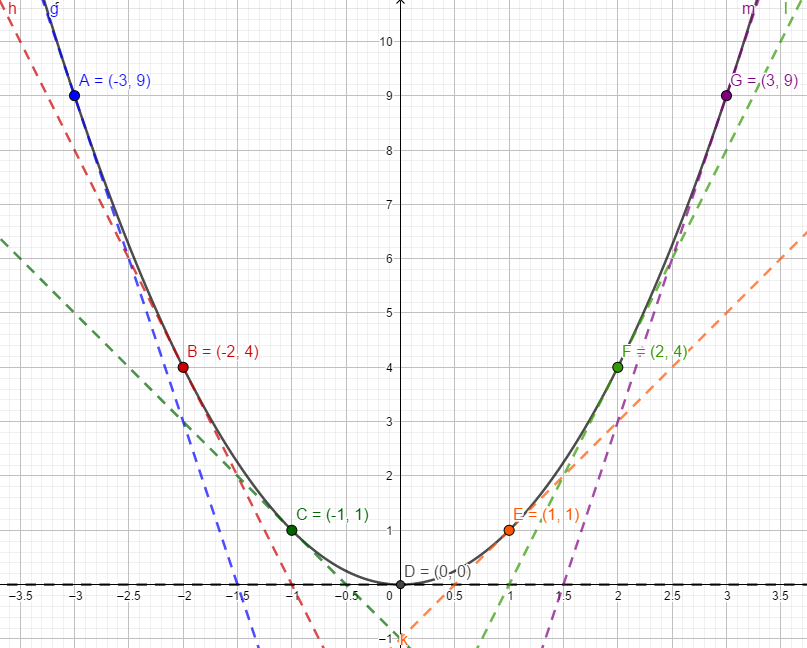 h
g
m
l
10
A = (-3, 9)
G = (3, 9)
9
8
7
6
5
B = (-2, 4)
F = (2, 4)
4
3
2
C = (-1, 1)
E = (1, 1)
1
D = (0, 0)
−3.5 −3 −2.5 −2 −1.5 −1 −0.5 0 0.5 1 1.5 2 2.5 3 3.5
−1
k